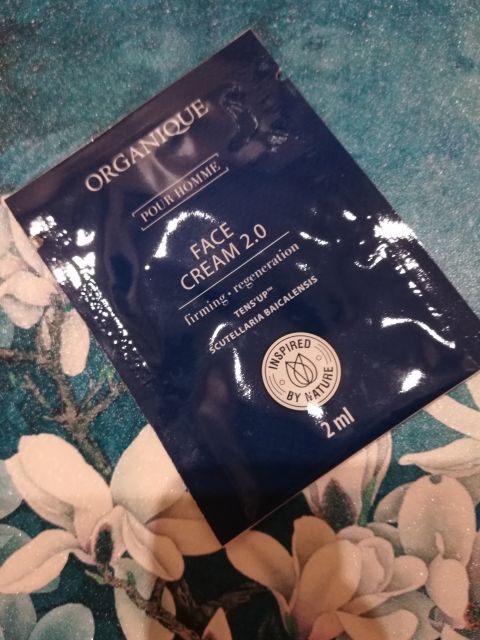 ORGANIQUE
POUR HOMME
FACE
CREAM 2.0
firming • regeneration
TENS'UP™
SCUTELLARIA BAICALENSIS
INSPIRED
BY NATURE
2 ml